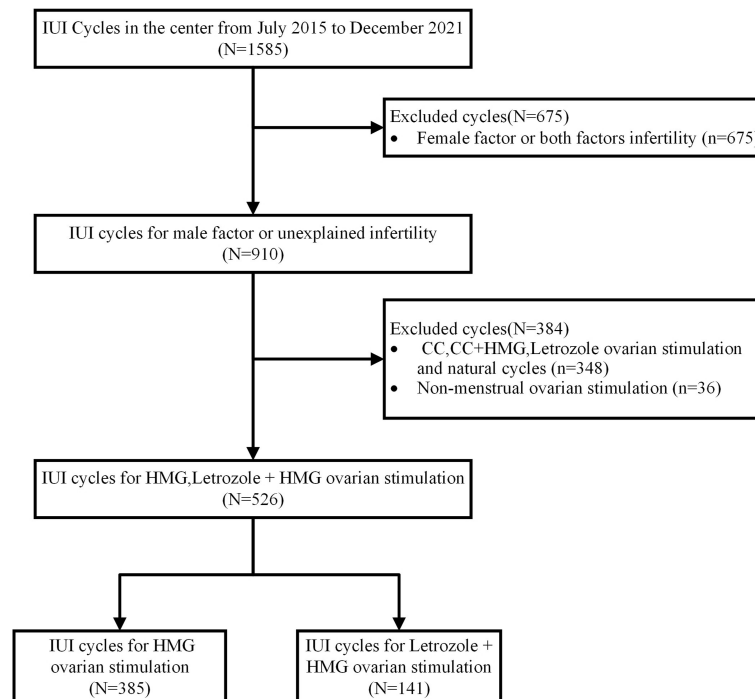 IUI Cycles in the center from July 2015 to December 2021
(N=1585)
Excluded cycles(N=675)
• Female factor or both factors infertility (n=675)
IUI cycles for male factor or unexplained infertility
(N=910)
Excluded cycles(N=384)
• CC,CC+HMG,Letrozole ovarian stimulation
and natural cycles (n=348)
• Non-menstrual ovarian stimulation (n=36)
IUI cycles for HMG,Letrozole + HMG ovarian stimulation
(N=526)
IUI cycles for HMG
ovarian stimulation
(N=385)
IUI cycles for Letrozole +
HMG ovarian stimulation
(N=141)